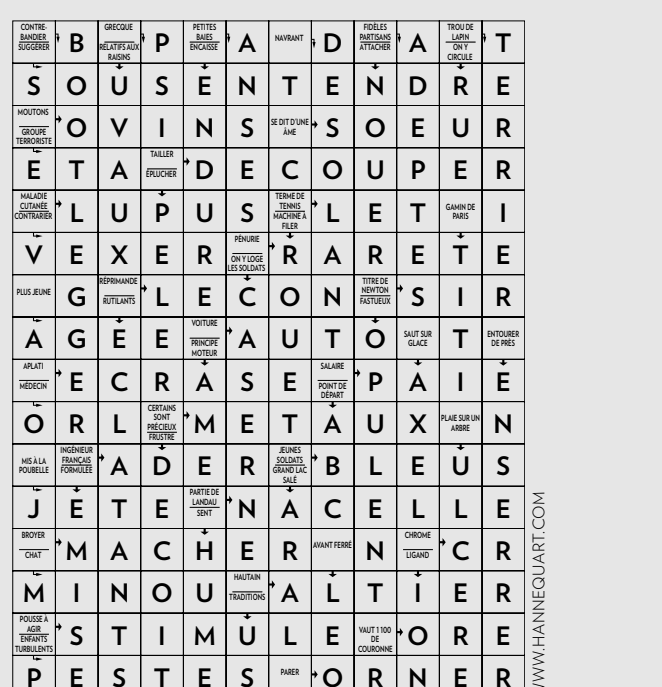 CONTRE-
BANDIER
SUGGÉRER
B
GRECQUE
RELATIFS AUX
RAISINS
P
PETITES
BAIES
ENCAISSE
A
NAVRANT
D
FIDÈLES
PARTISANS
ATTACHER
A
TROU DE
LAPIN
ON Y
CIRCULE
T
S O U S E N T E N D R E
MOUTONS
GROUPE
TERRORISTE
O V I N S
SE DIT D'UNE
ÂME
S O E U R
E T A
TAILLER
ÉPLUCHER
D E C O U P E R
MALADIE
CUTANÉE
CONTRARIER
L U P U S
TERME DE
TENNIS
MACHINE À
FILER
L E T
GAMIN DE
PARIS
I
V E X E R
PÉNURIE
ON Y LOGE
LES SOLDATS
R A R E T E
PLUS JEUNE
G
RÉPRIMANDE
RUTILANTS
L E C O N
TITRE DE
NEWTON
FASTUEUX
S I R
A G E E
VOITURE
PRINCIPE
MOTEUR
A U T O
SAUT SUR
GLACE
T
ENTOURER
DE PRÈS
APLATI
MÉDECIN
E C R A S E
SALAIRE
POINT DE
DÉPART
P A I E
O R L
CERTAINS
SONT
PRÉCIEUX
FRUSTRE
M E T A U X
PLAIE SUR UN
ARBRE
N
MIS À LA
POUBELLE
INGÉNIEUR
FRANÇAIS
FORMULÉE
A D E R
JEUNES
SOLDATS
GRAND LAC
SALÉ
B L E U S
J E T E
PARTIE DE
LANDAU
SENT
N A C E L L E
BROYER
CHAT
M A C H E R
AVANT FERRÉ
N
CHROME
LIGAND
C R
M I N O U
HAUTAIN
TRADITIONS
A L T I E R
POUSSE À
AGIR
ENFANTS
TURBULENTS
S T I M U L E
VAUT 1100
DE
COURONNE
O R E
P E S T E S
PARER
O R N E R
WWW.HANNEQUART.COM